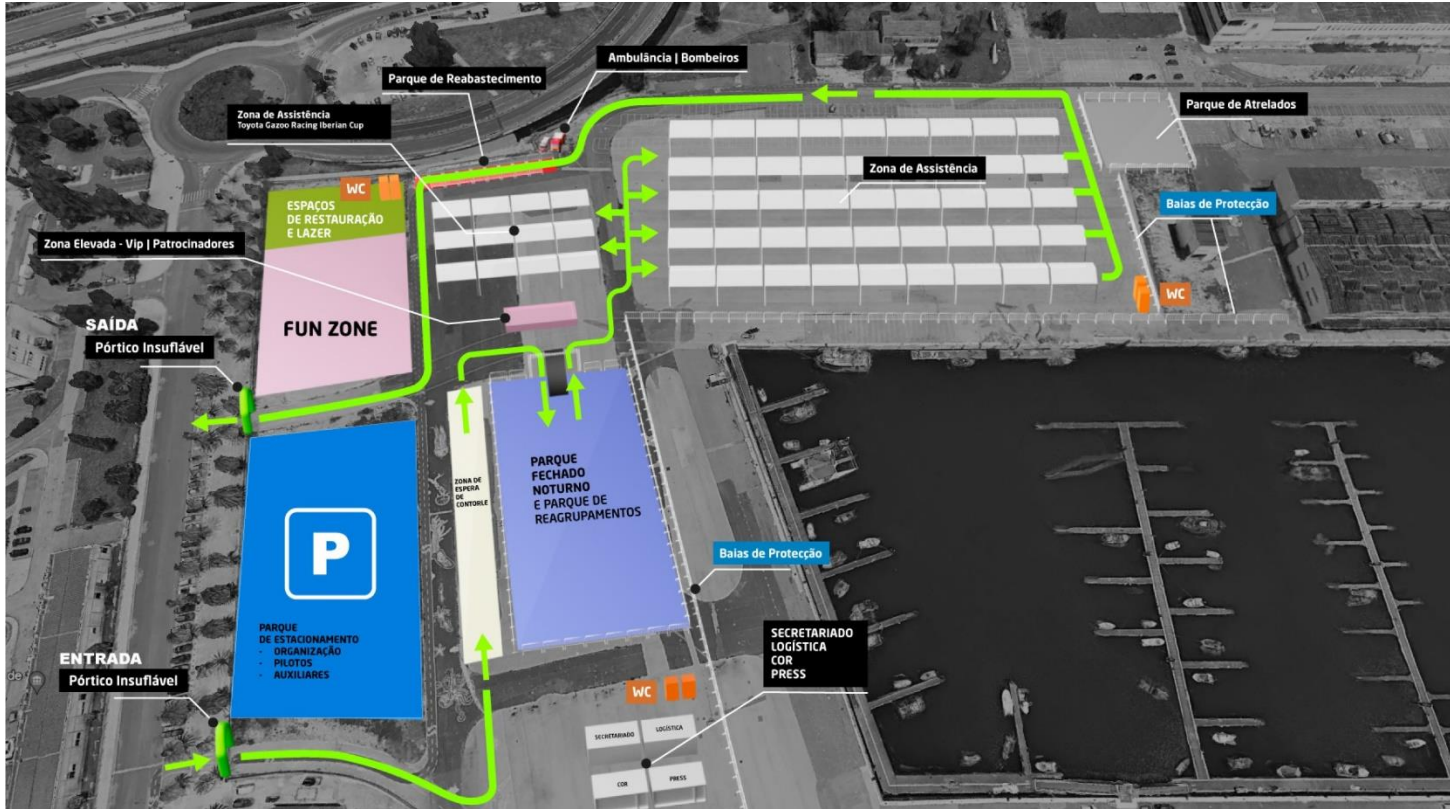 Ambulância | Bombeiros
Parque de Reabastecimento
Zona de Assistência
Toyota Gazoo Racing Iberian Cup
Parque de Atrelados
Zona de Assistência
WC
ESPAÇOS
DE RESTAURAÇÃO
E LAZER
Baias de Protecção
Zona Elevada - Vip | Patrocinadores
WC
SAÍDA
Pórtico Insuflável
FUN ZONE
ZONA DE
ESPERA
DE
CONTORLE
PARQUE
FECHADO
NOTURNO
E PARQUE DE
REAGRUPAMENTOS
P
Baias de Protecção
PARQUE
DE ESTACIONAMENTO
- ORGANIZAÇÃO
- PILOTOS
- AUXILIARES
ENTRADA
Pórtico Insuflável
SECRETARIADO
LOGÍSTICA
COR
PRESS
WC
SECRETARIADO
LOGÍSTICA
COR
PRESS
de